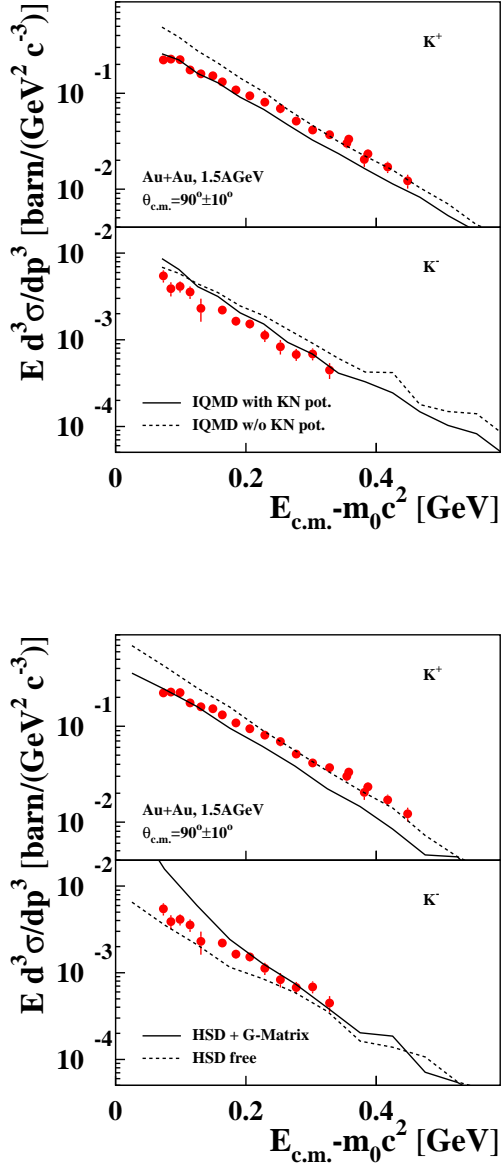 E d³σ/dp³ [barn/(GeV² c⁻³)]
K⁺
10⁻¹
10⁻²
Au+Au, 1.5AGeV
θc.m.=90°±10°
K⁻
10⁻²
10⁻³
10⁻⁴
IQMD with KN pot.
IQMD w/o KN pot.
0 0.2 0.4
Ec.m.-m₀c² [GeV]
E d³σ/dp³ [barn/(GeV² c⁻³)]
K⁺
10⁻¹
10⁻²
Au+Au, 1.5AGeV
θc.m.=90°±10°
K⁻
10⁻²
10⁻³
10⁻⁴
HSD + G-Matrix
HSD free
0 0.2 0.4
Ec.m.-m₀c² [GeV]